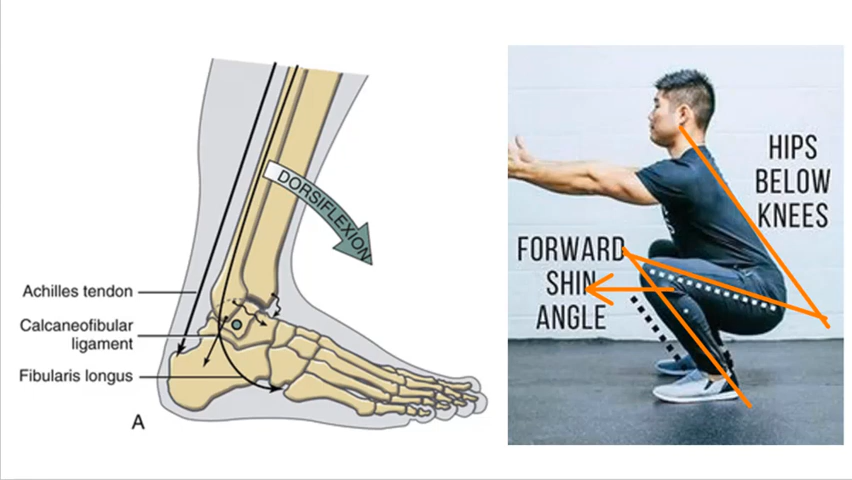 DORSIFLEXION
Achilles tendon
Calcaneofibular
ligament
Fibularis longus
A
HIPS
BELOW
KNEES
FORWARD
SHIN
ANGLE